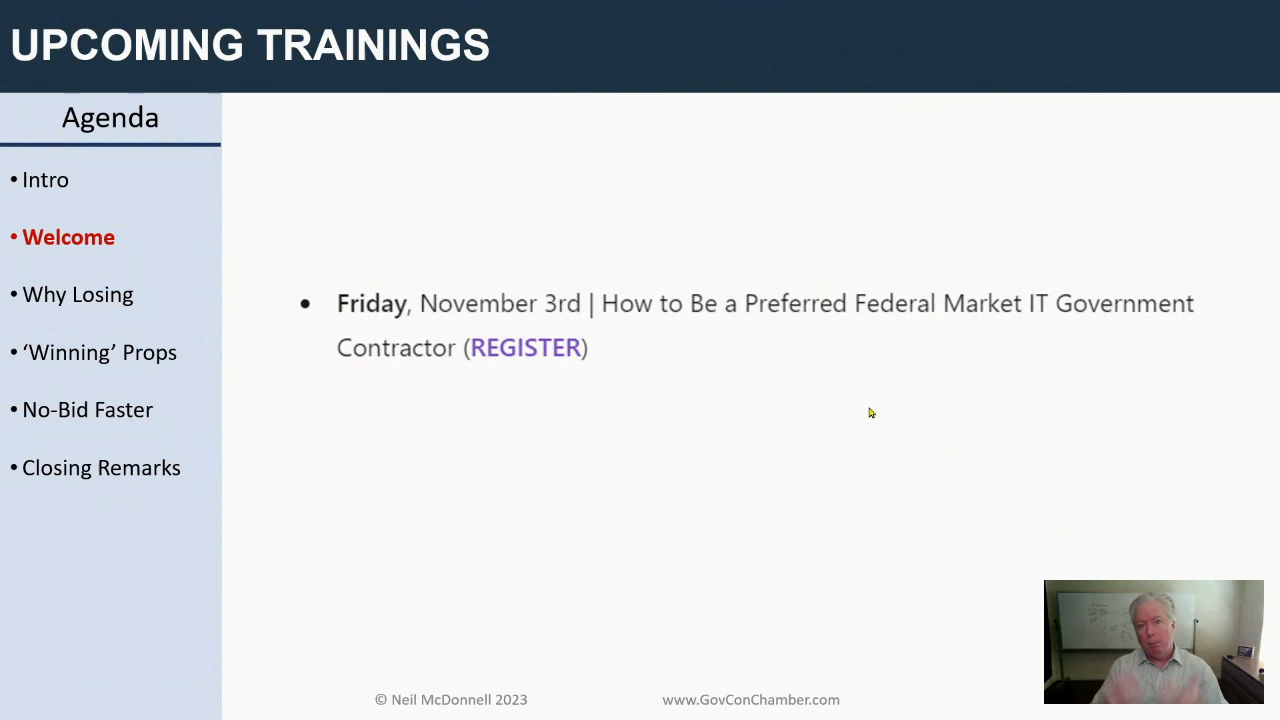 UPCOMING TRAININGS
Agenda
• Intro
• Welcome
• Why Losing
• ‘Winning’ Props
• No-Bid Faster
• Closing Remarks
• Friday, November 3rd | How to Be a Preferred Federal Market IT Government
Contractor (REGISTER)
© Neil McDonnell 2023
www.GovConChamber.com